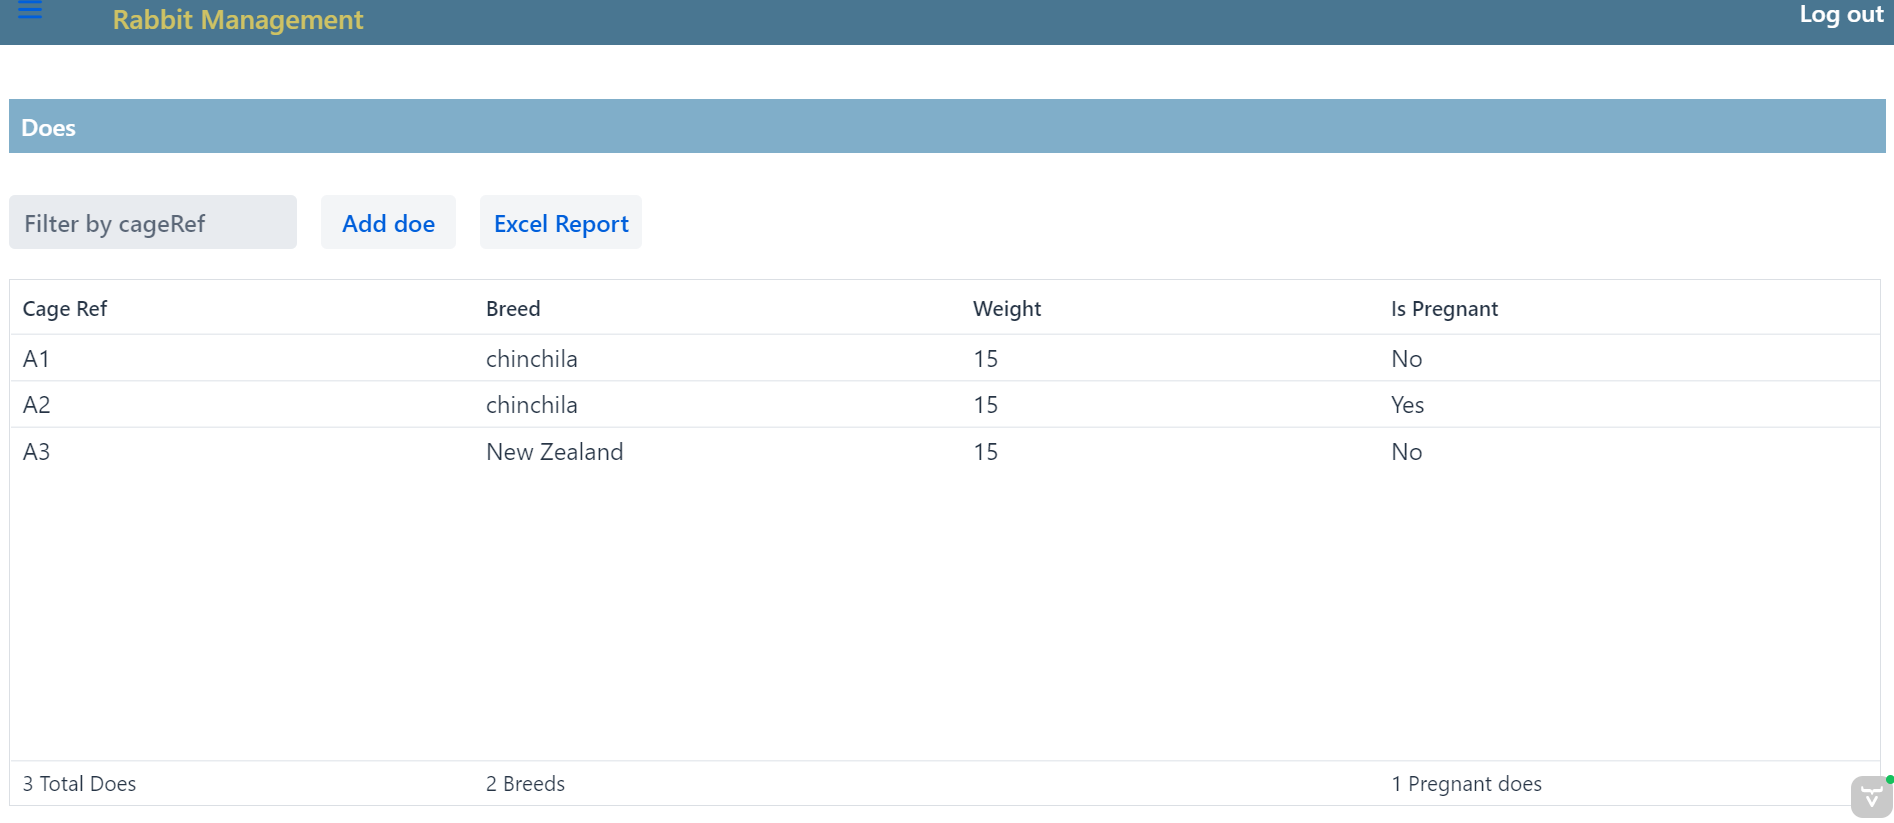 Rabbit Management
Log out
Does
Filter by cageRef Add doe Excel Report
Cage Ref Breed Weight Is Pregnant
A1 chinchila 15 No
A2 chinchila 15 Yes
A3 New Zealand 15 No
3 Total Does 2 Breeds 1 Pregnant does